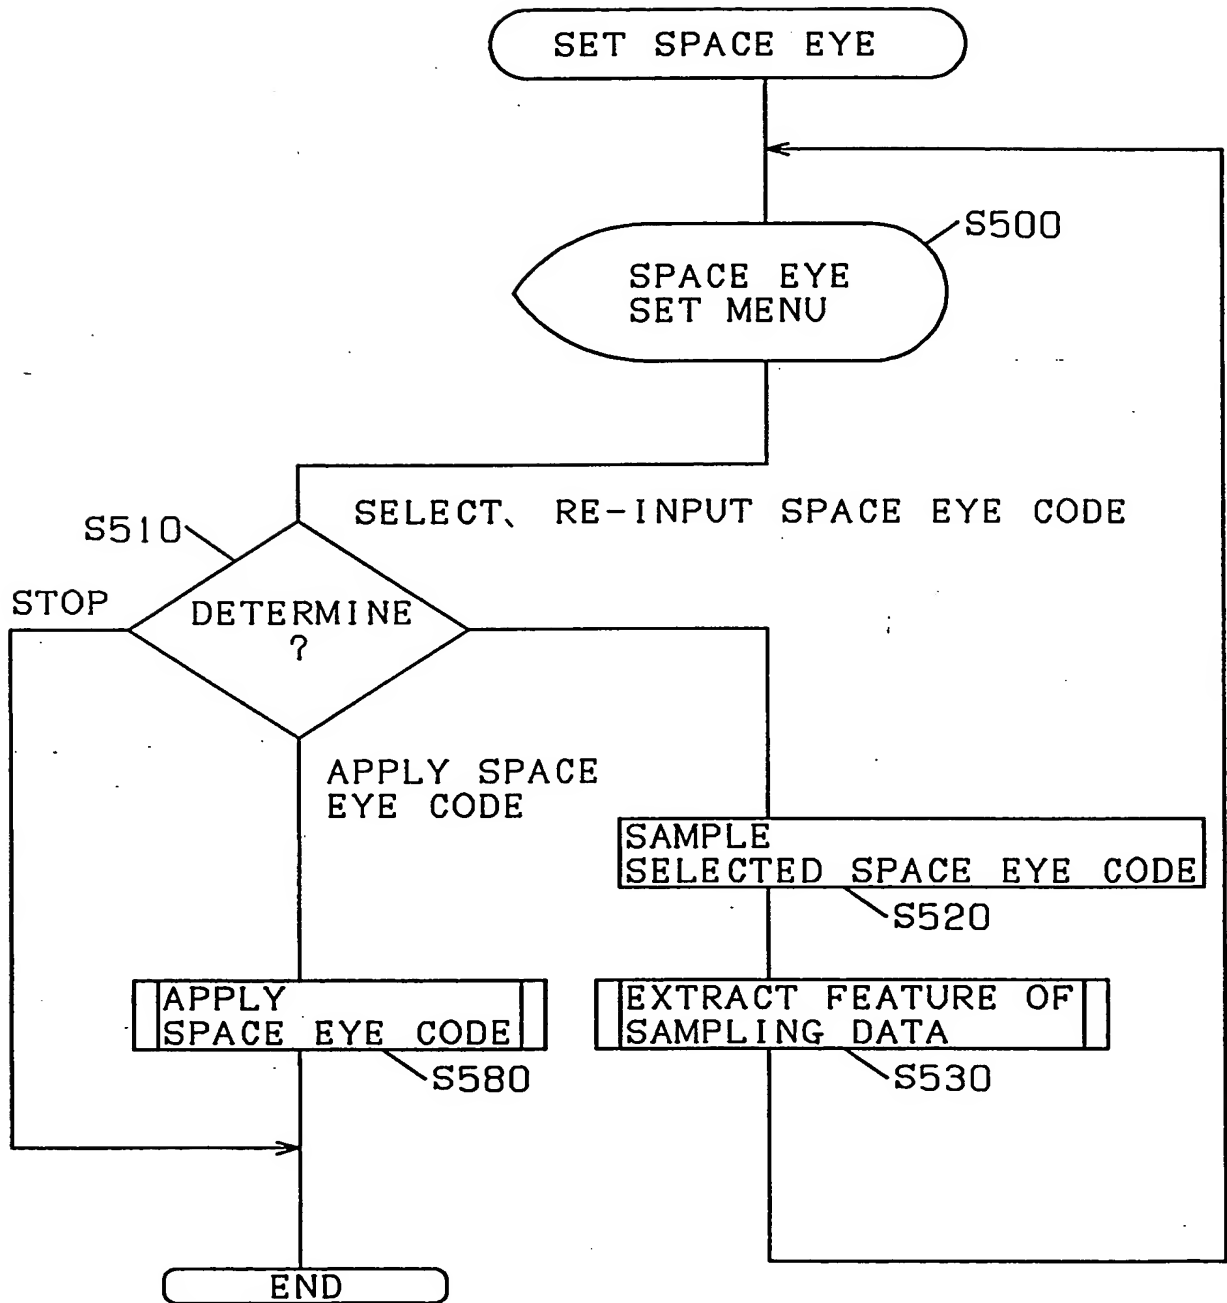 SET SPACE EYE
S500
SPACE EYE
SET MENU
SELECT、 RE-INPUT SPACE EYE CODE
S510
STOP
DETERMINE
?
APPLY SPACE
EYE CODE
SAMPLE
SELECTED SPACE EYE CODE
S520
APPLY
SPACE EYE CODE
S580
EXTRACT FEATURE OF
SAMPLING DATA
S530
END